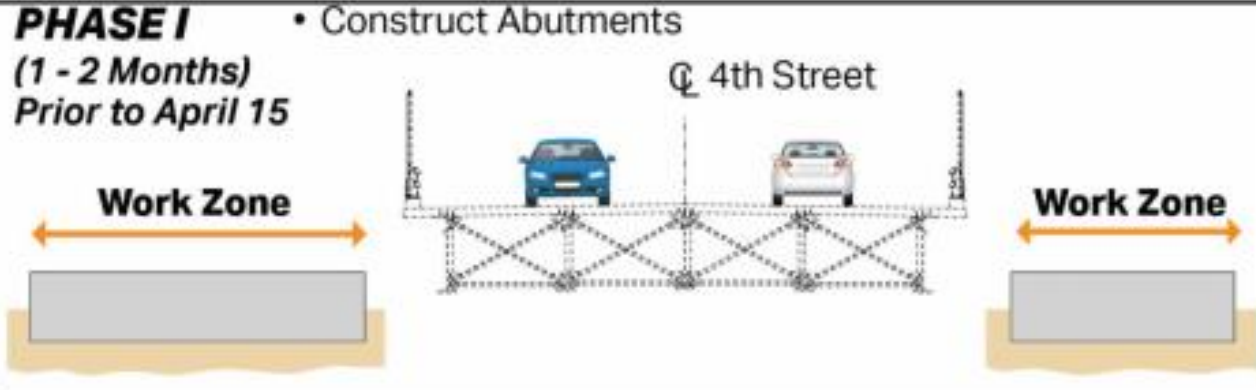 PHASE I
• Construct Abutments
(1 - 2 Months)
Prior to April 15
℄ 4th Street
Work Zone
Work Zone